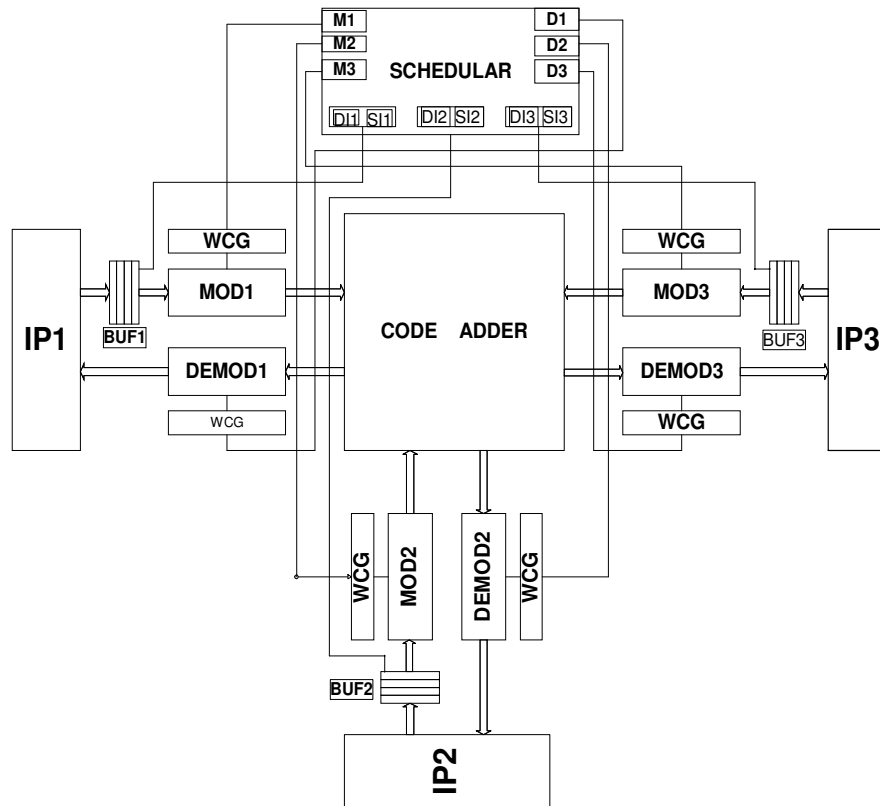 M1
D1
M2
D2
M3
D3
SCHEDULAR
DI1 SI1
DI2 SI2
DI3 SI3
WCG
WCG
MOD1
MOD3
BUF1
BUF3
IP1
CODE ADDER
IP3
DEMOD1
DEMOD3
WCG
WCG
WCG
MOD2
DEMOD2
WCG
BUF2
IP2